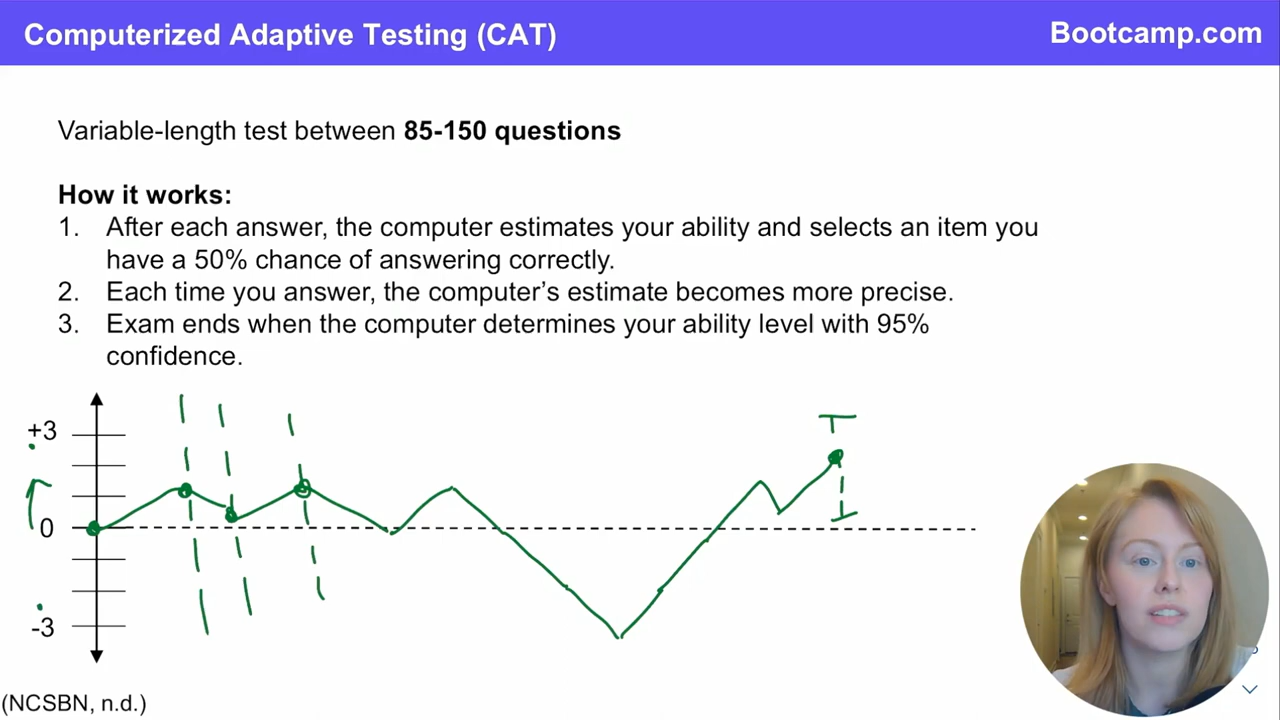 Computerized Adaptive Testing (CAT)
Bootcamp.com
Variable-length test between 85-150 questions
How it works:
1. After each answer, the computer estimates your ability and selects an item you
have a 50% chance of answering correctly.
2. Each time you answer, the computer’s estimate becomes more precise.
3. Exam ends when the computer determines your ability level with 95%
confidence.
+3
0
-3
(NCSBN, n.d.)